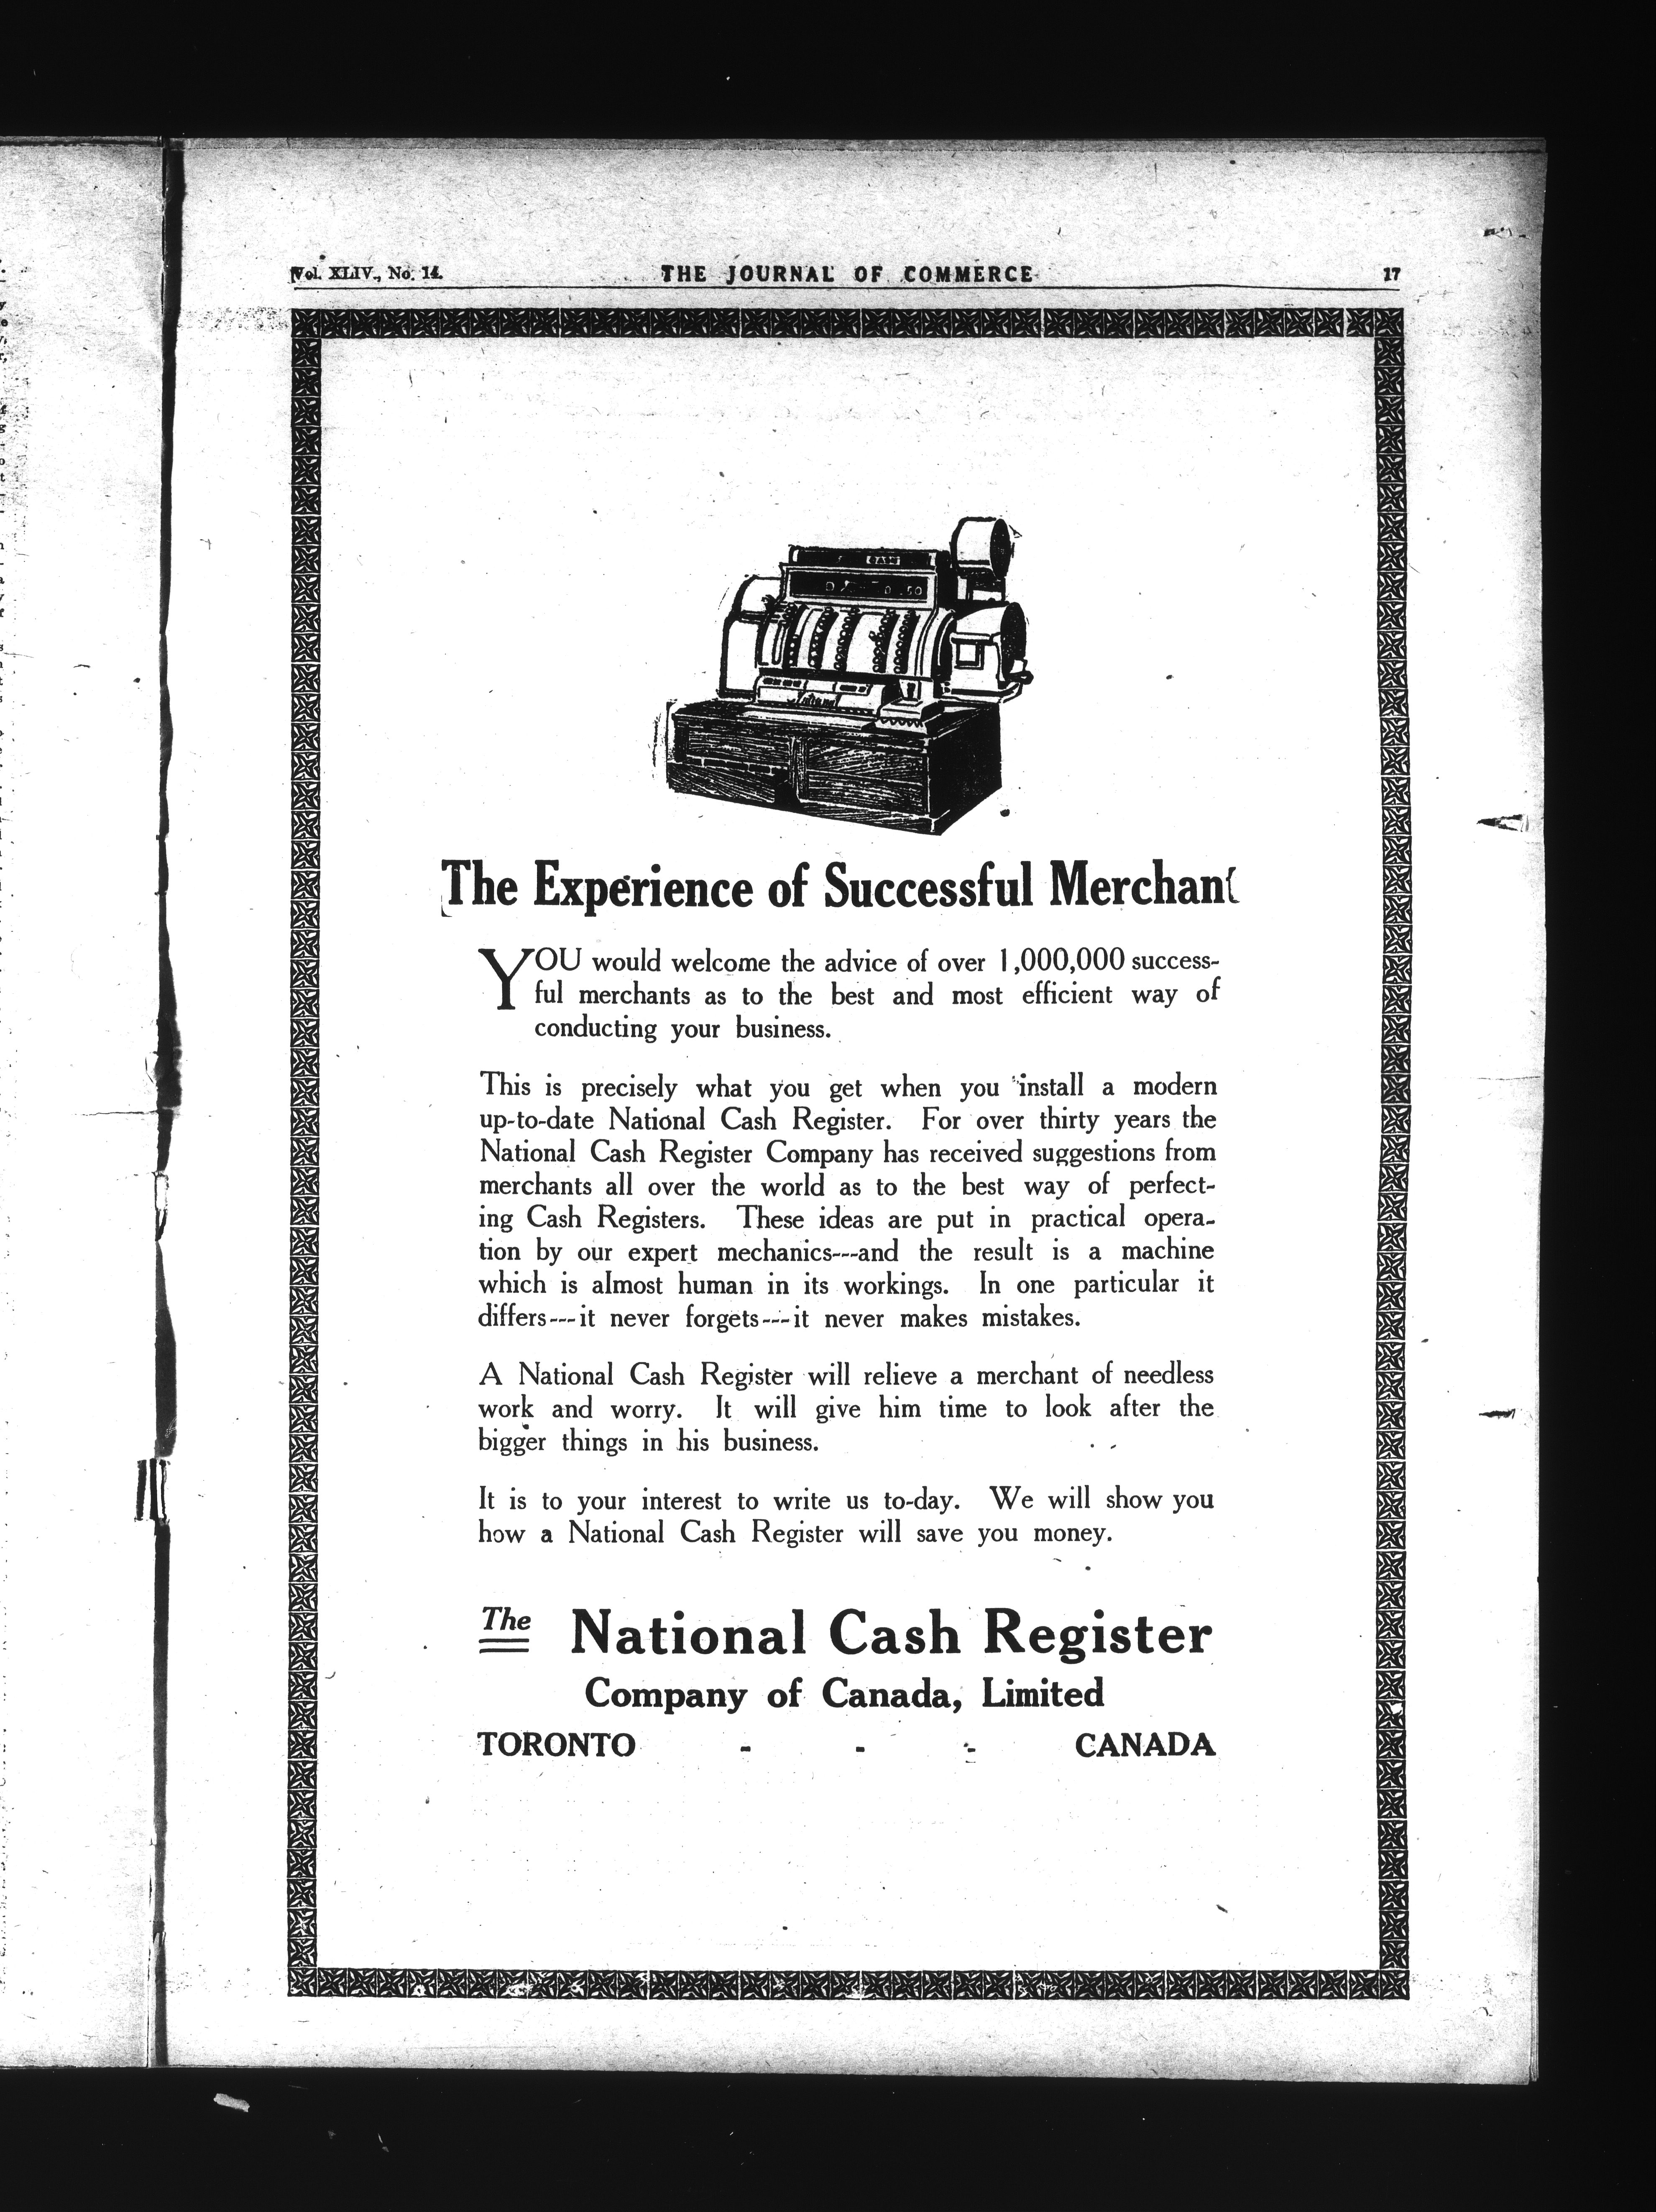 Vol. XLIV., No. 14. THE JOURNAL OF COMMERCE 17
CASH
The Experience of Successful Merchant
YOU would welcome the advice of over 1,000,000 success-
ful merchants as to the best and most efficient way of
conducting your business.
This is precisely what you get when you install a modern
up-to-date National Cash Register. For over thirty years the
National Cash Register Company has received suggestions from
merchants all over the world as to the best way of perfect-
ing Cash Registers. These ideas are put in practical opera-
tion by our expert mechanics---and the result is a machine
which is almost human in its workings. In one particular it
differs---it never forgets---it never makes mistakes.
A National Cash Register will relieve a merchant of needless
work and worry. It will give him time to look after the
bigger things in his business.
It is to your interest to write us to-day. We will show you
how a National Cash Register will save you money.
The National Cash Register
Company of Canada, Limited
TORONTO - - - CANADA